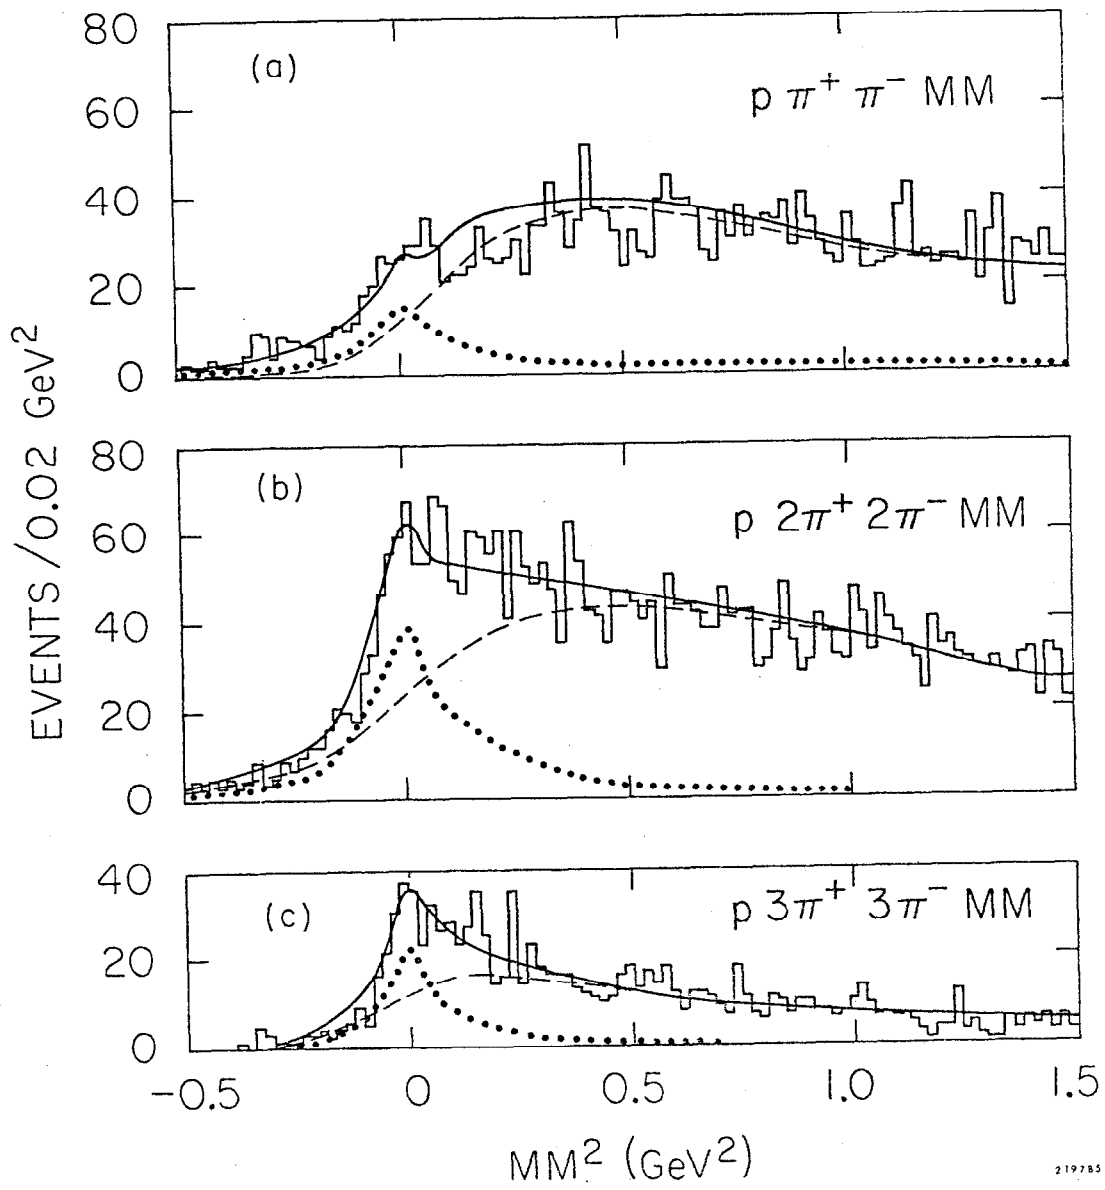 80
60
40
20
0
(a)
p π⁺ π⁻ MM
80
60
40
20
0
(b)
p 2π⁺ 2π⁻ MM
40
20
0
(c)
p 3π⁺ 3π⁻ MM
EVENTS / 0.02 GeV²
−0.5 0 0.5 1.0 1.5
MM² (GeV²)
2197B5